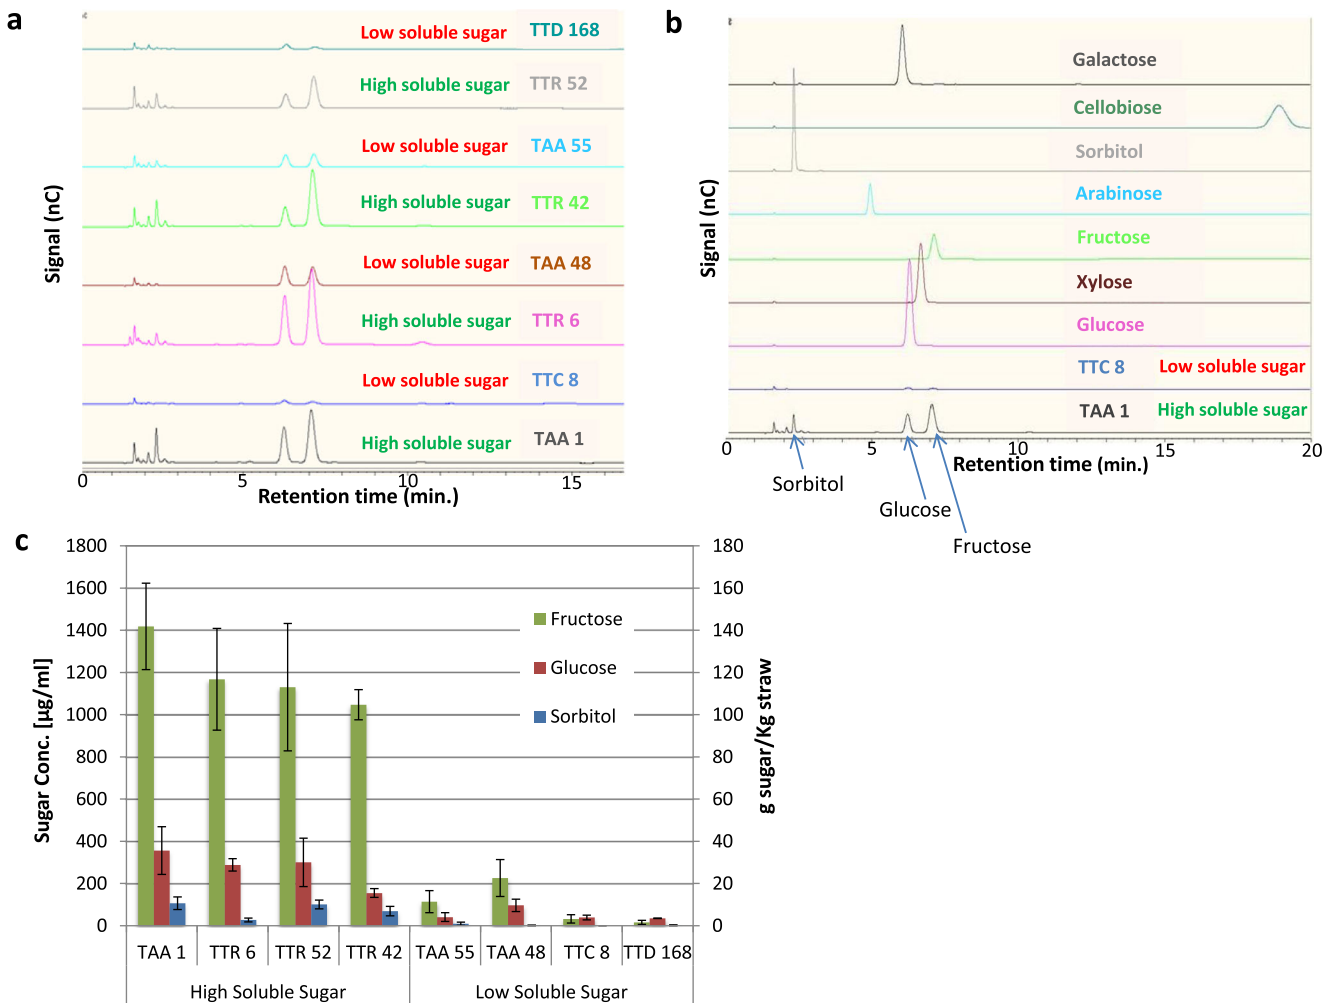 a
Low soluble sugar TTD 168
High soluble sugar TTR 52
Low soluble sugar TAA 55
High soluble sugar TTR 42
Low soluble sugar TAA 48
High soluble sugar TTR 6
Low soluble sugar TTC 8
High soluble sugar TAA 1
Signal (nC)
0 5 10 15
Retention time (min.)
b
Galactose
Cellobiose
Sorbitol
Arabinose
Fructose
Xylose
Glucose
TTC 8 Low soluble sugar
TAA 1 High soluble sugar
Signal (nC)
0 5 10 15 20
Retention time (min.)
Sorbitol
Glucose
Fructose
c
1800
1600
1400
1200
1000
800
600
400
200
0
Sugar Conc. [µg/ml]
Fructose
Glucose
Sorbitol
180
160
140
120
100
80
60
40
20
0
g sugar/Kg straw
TAA 1 TTR 6 TTR 52 TTR 42 TAA 55 TAA 48 TTC 8 TTD 168
High Soluble Sugar Low Soluble Sugar